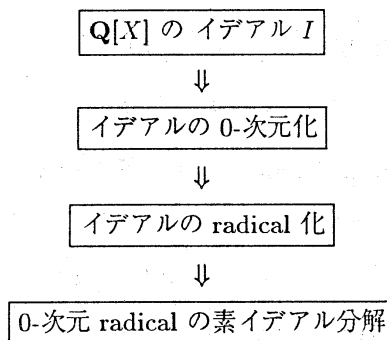 Q[X] の イデアル I
⇓
イデアルの 0-次元化
⇓
イデアルの radical 化
⇓
0-次元 radical の素イデアル分解